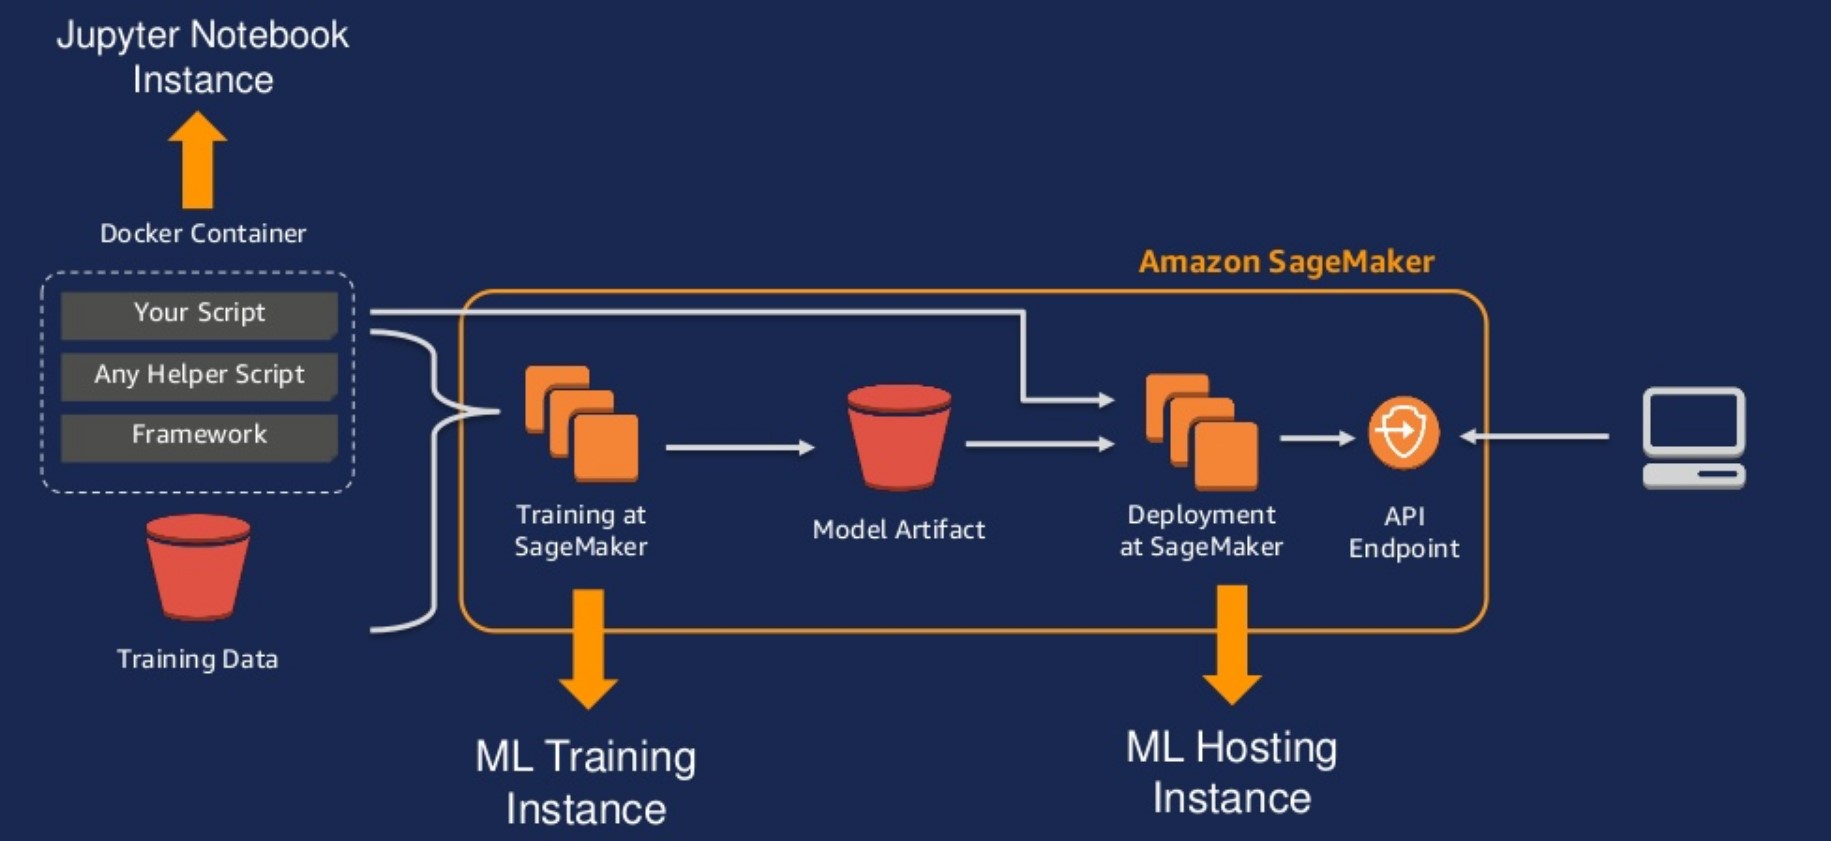 Jupyter Notebook
Instance
Docker Container
Your Script
Any Helper Script
Framework
Training Data
Amazon SageMaker
Training at
SageMaker
Model Artifact
Deployment
at SageMaker
API
Endpoint
ML Training
Instance
ML Hosting
Instance